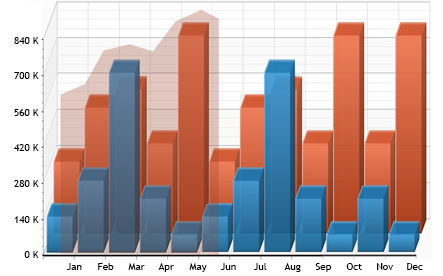 840 K
700 K
560 K
420 K
280 K
140 K
0 K
Jan Feb Mar Apr May Jun Jul Aug Sep Oct Nov Dec